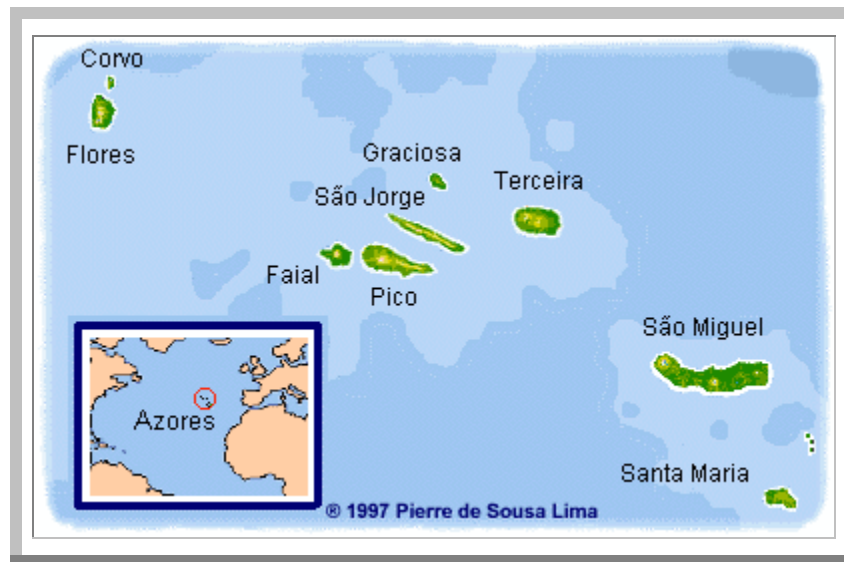 Corvo
Flores
Graciosa
Terceira
São Jorge
Faial
Pico
São Miguel
Azores
Santa Maria
® 1997 Pierre de Sousa Lima